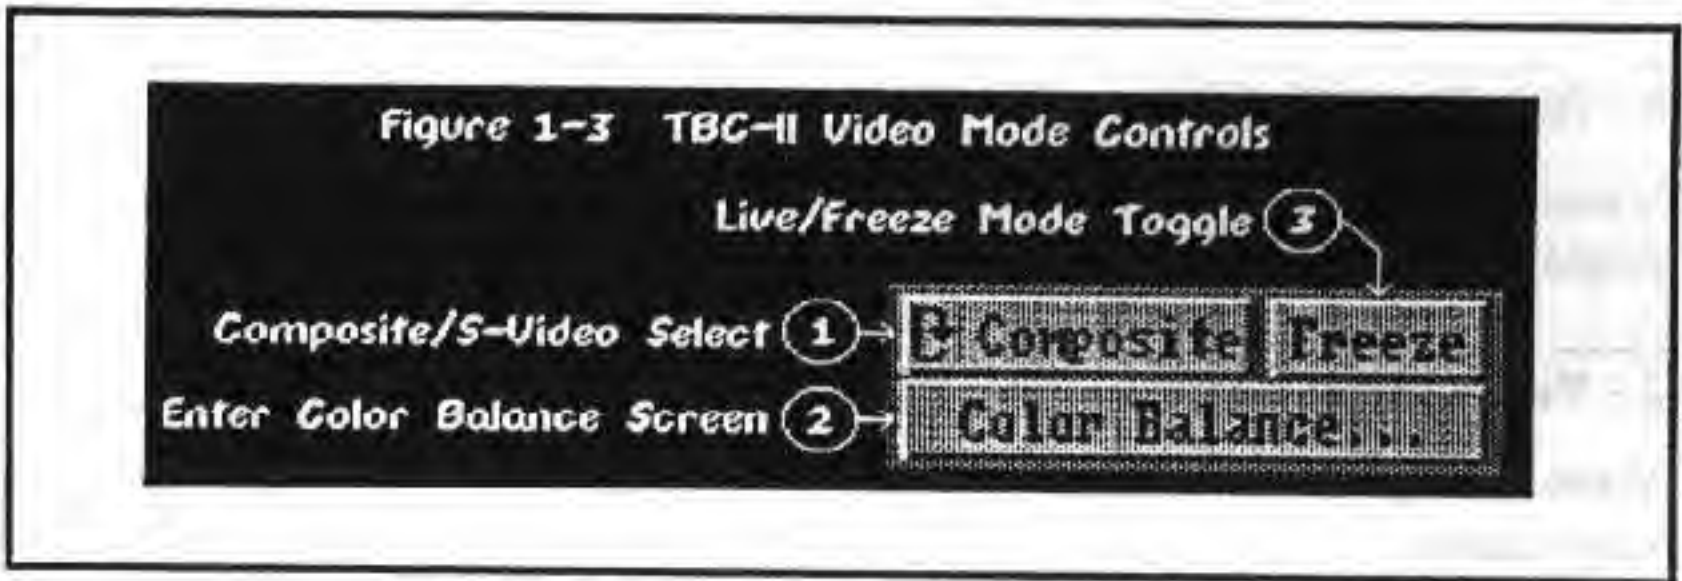 Figure 1-3 TBC-II Video Mode Controls
Live/Freeze Mode Toggle 3
Composite/S-Video Select 1 Composite Freeze
Enter Color Balance Screen 2 Color Balance...